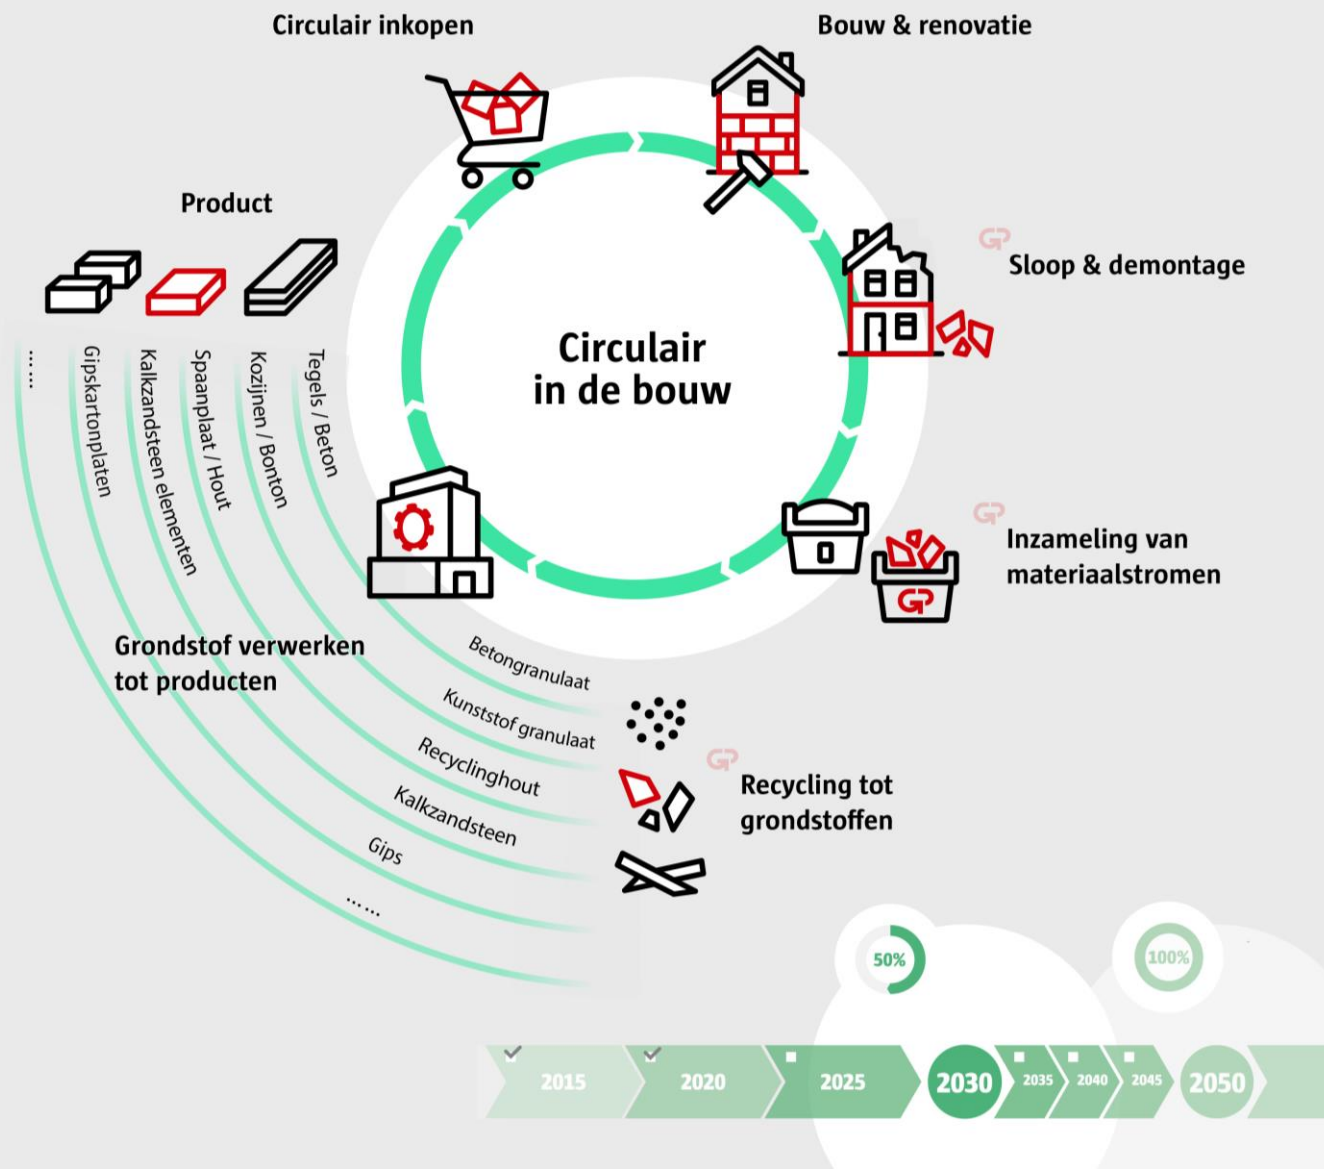 Circulair inkopen
Bouw & renovatie
Product
Sloop & demontage
Circulair
in de bouw
......
Gipskartonplaten
Kalkzandsteen elementen
Spaanplaat / Hout
Kozijnen / Bonton
Tegels / Beton
Inzameling van
materiaalstromen
Grondstof verwerken
tot producten
Betongranulaat
Kunststof granulaat
Recyclinghout
Kalkzandsteen
Gips
......
Recycling tot
grondstoffen
50%
100%
2015
2020
2025
2030
2035
2040
2045
2050